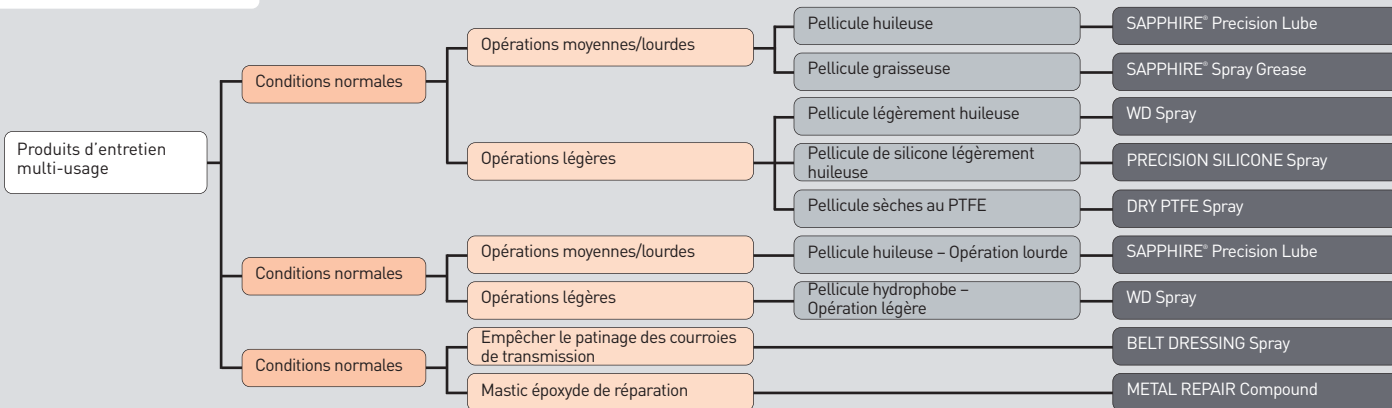 Produits d'entretien
multi-usage
Conditions normales
Opérations moyennes/lourdes
Pellicule huileuse
SAPPHIRE® Precision Lube
Pellicule graisseuse
SAPPHIRE® Spray Grease
Opérations légères
Pellicule légèrement huileuse
WD Spray
Pellicule de silicone légèrement
huileuse
PRECISION SILICONE Spray
Pellicule sèches au PTFE
DRY PTFE Spray
Conditions normales
Opérations moyennes/lourdes
Pellicule huileuse – Opération lourde
SAPPHIRE® Precision Lube
Opérations légères
Pellicule hydrophobe –
Opération légère
WD Spray
Conditions normales
Empêcher le patinage des courroies
de transmission
BELT DRESSING Spray
Mastic époxyde de réparation
METAL REPAIR Compound